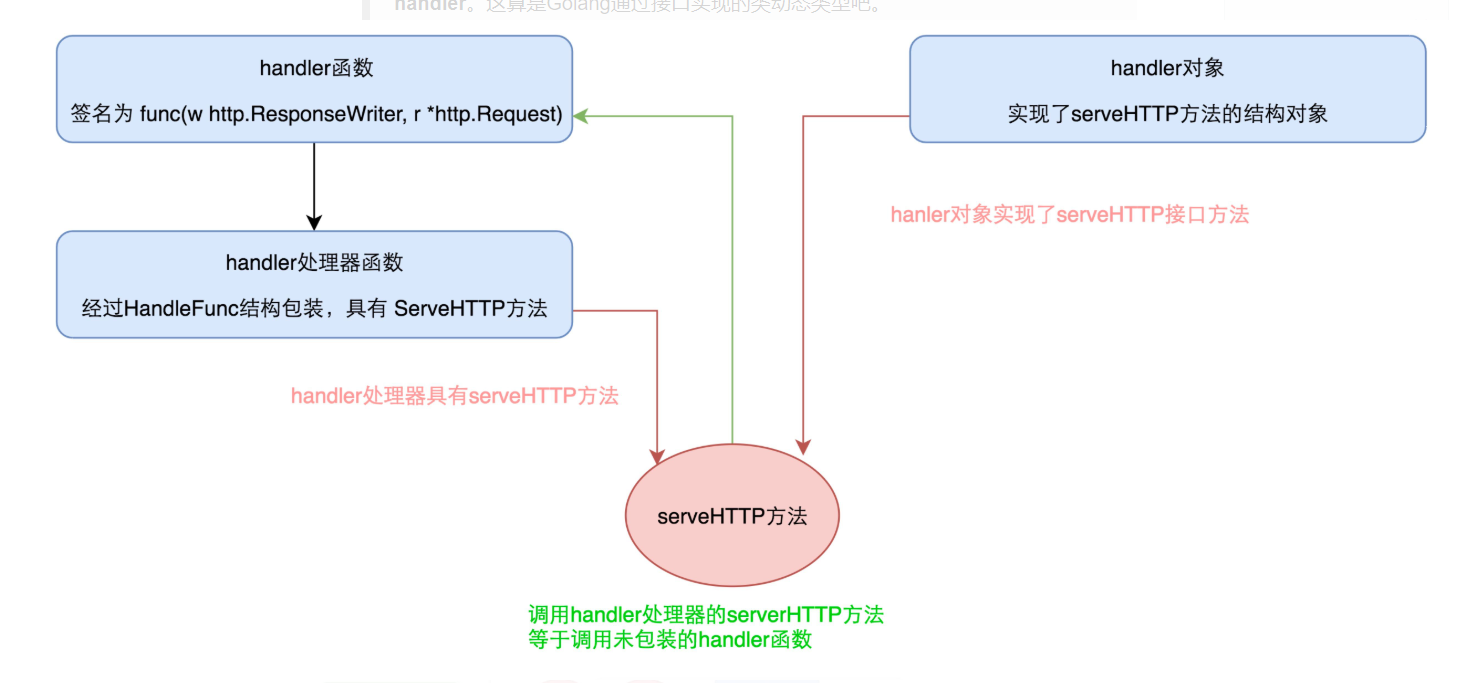 handler。这算是Golang通过接口实现的类动态类型吧。
handler函数
签名为 func(w http.ResponseWriter, r *http.Request)
handler对象
实现了serveHTTP方法的结构对象
hanler对象实现了serveHTTP接口方法
handler处理器函数
经过HandleFunc结构包装，具有 ServeHTTP方法
handler处理器具有serveHTTP方法
serveHTTP方法
调用handler处理器的serverHTTP方法
等于调用未包装的handler函数